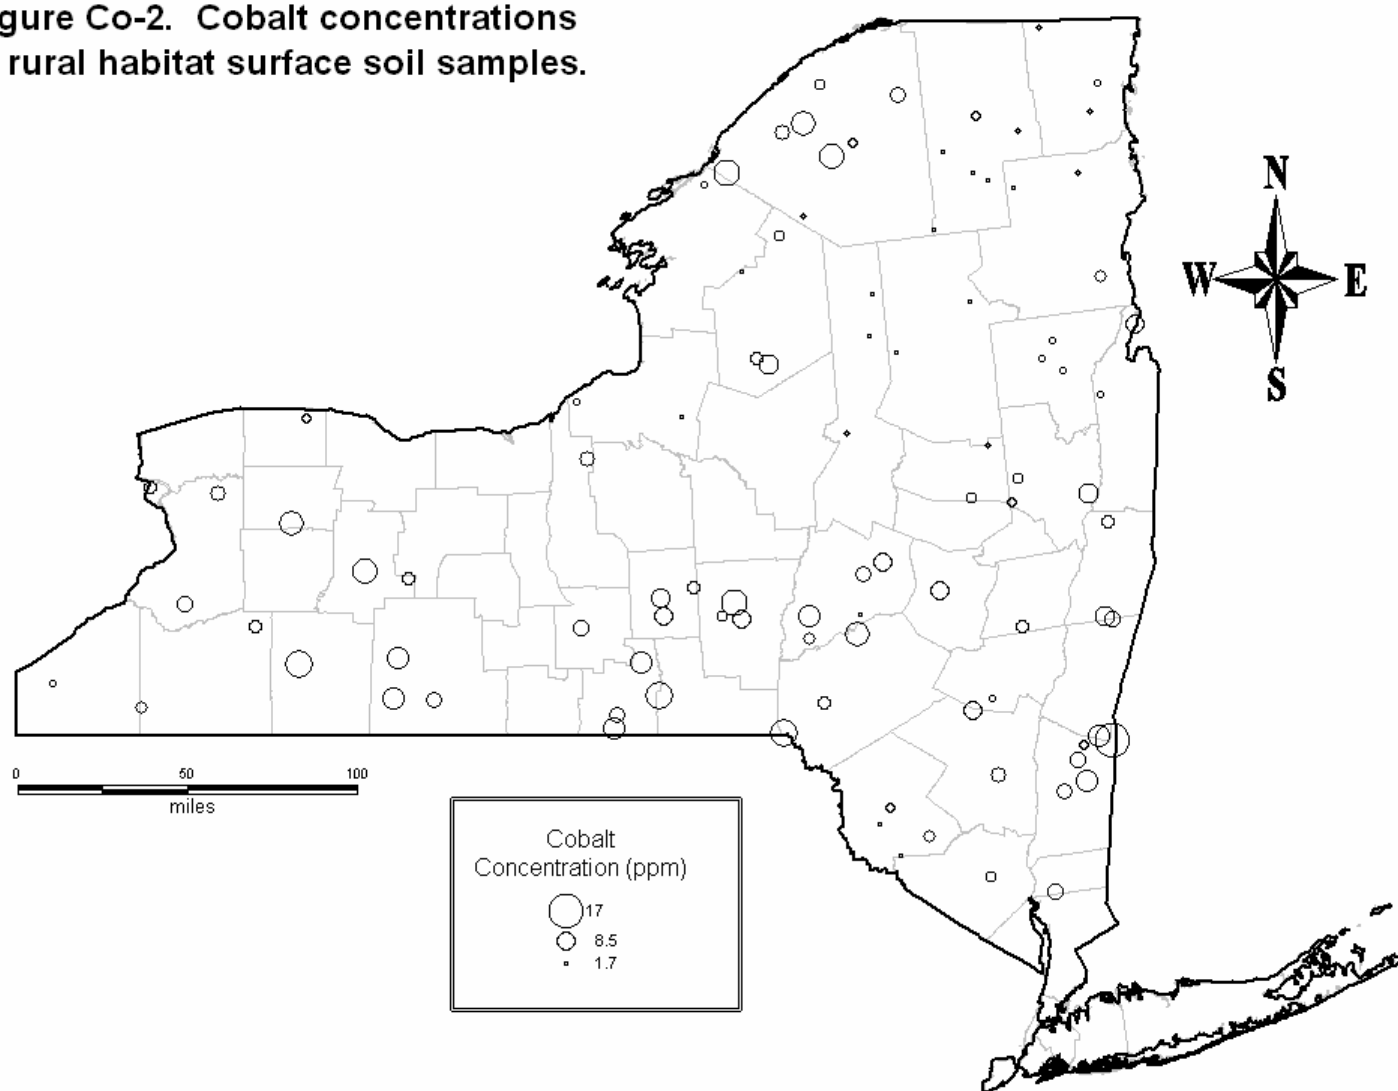 gure Co-2. Cobalt concentrations
rural habitat surface soil samples.
N
W
E
S
0 50 100
miles
Cobalt
Concentration (ppm)
17
8.5
1.7